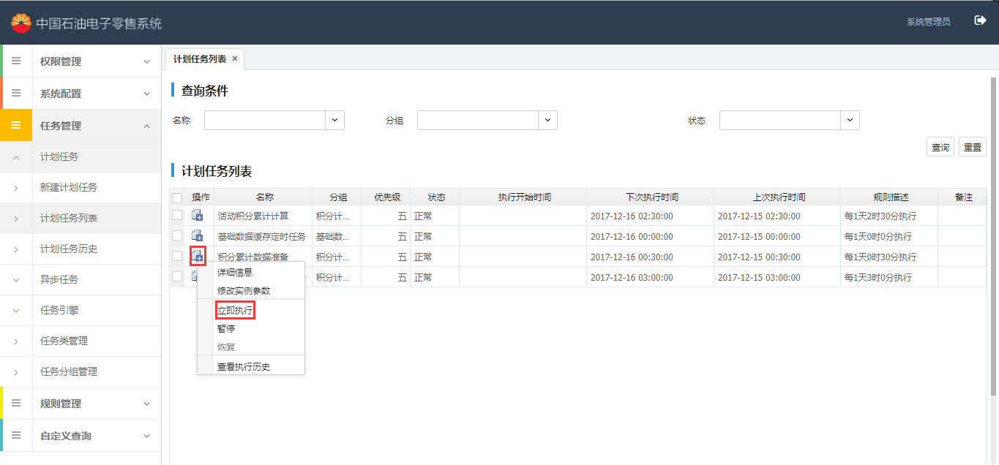 中国石油电子零售系统
系统管理员
权限管理
系统配置
任务管理
计划任务
新建计划任务
计划任务列表
计划任务历史
异步任务
任务引擎
任务类管理
任务分组管理
规则管理
自定义查询
计划任务列表 ×
查询条件
名称 分组 状态
查询 重置
计划任务列表
操作 名称 分组 优先级 状态 执行开始时间 下次执行时间 上次执行时间 规则描述 备注
活动积分累计计算 积分计... 五 正常 2017-12-16 02:30:00 2017-12-15 02:30:00 每1天2时30分执行
基础数据缓存定时任务 基础数... 五 正常 2017-12-16 00:00:00 2017-12-15 00:00:00 每1天0时0分执行
积分累计数据准备 积分计... 五 正常 2017-12-16 00:30:00 2017-12-15 00:30:00 每1天0时30分执行
积分计... 五 正常 2017-12-16 03:00:00 2017-12-15 03:00:00 每1天3时0分执行
详细信息
修改实例参数
立即执行
暂停
恢复
查看执行历史